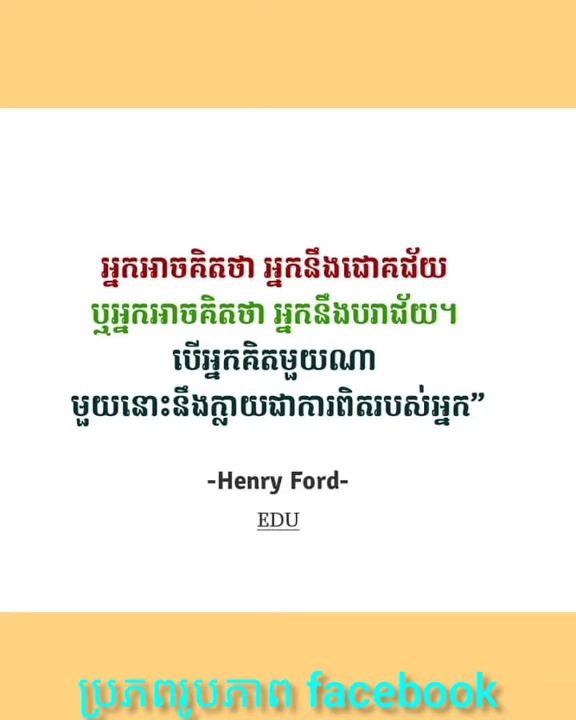 អ្នកអាចគិតថា អ្នកនឹងជោគជ័យ
ឬអ្នកអាចគិតថា អ្នកនឹងបរាជ័យ។
បើអ្នកគិតមួយណា
មួយនោះនឹងក្លាយជាការពិតរបស់អ្នក”
-Henry Ford-
EDU
ប្រភពរូបភាព facebook